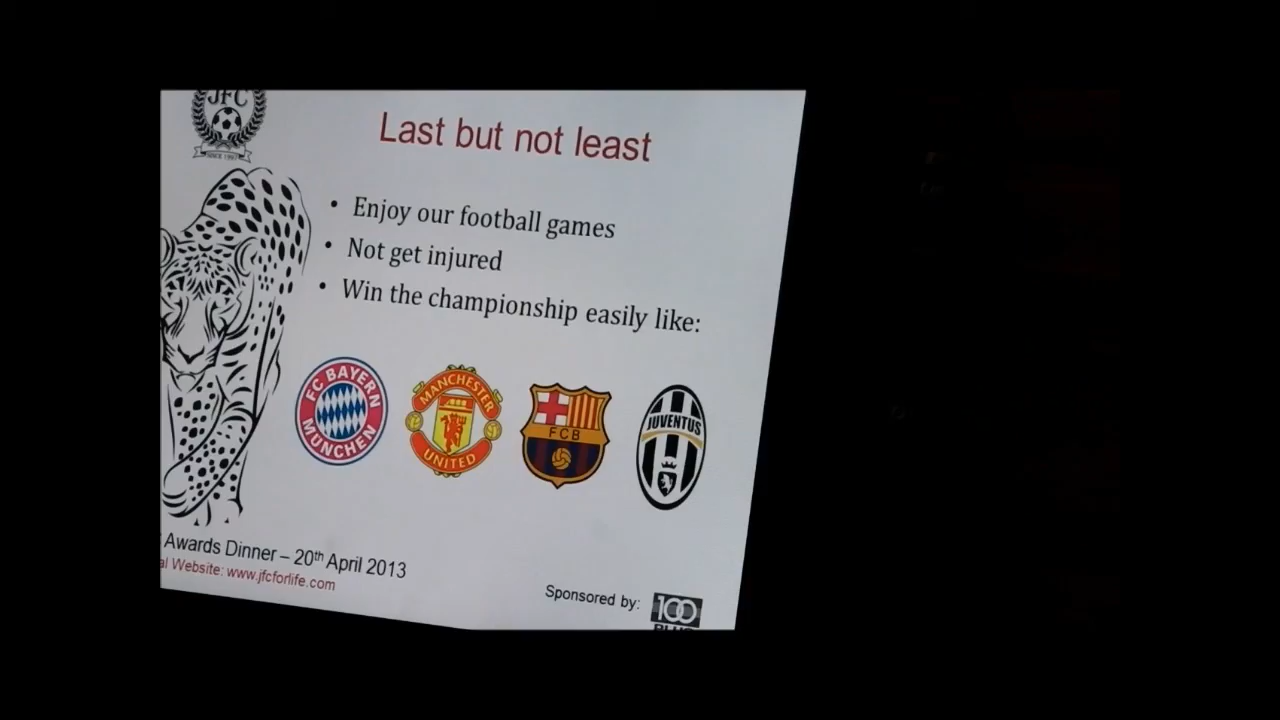 JFC
SINCE 1997
Last but not least
• Enjoy our football games
• Not get injured
• Win the championship easily like:
FC BAYERN
MÜNCHEN
MANCHESTER
UNITED
FCB
JUVENTUS
Awards Dinner – 20th April 2013
al Website: www.jfcforlife.com
Sponsored by:
100
PLUS